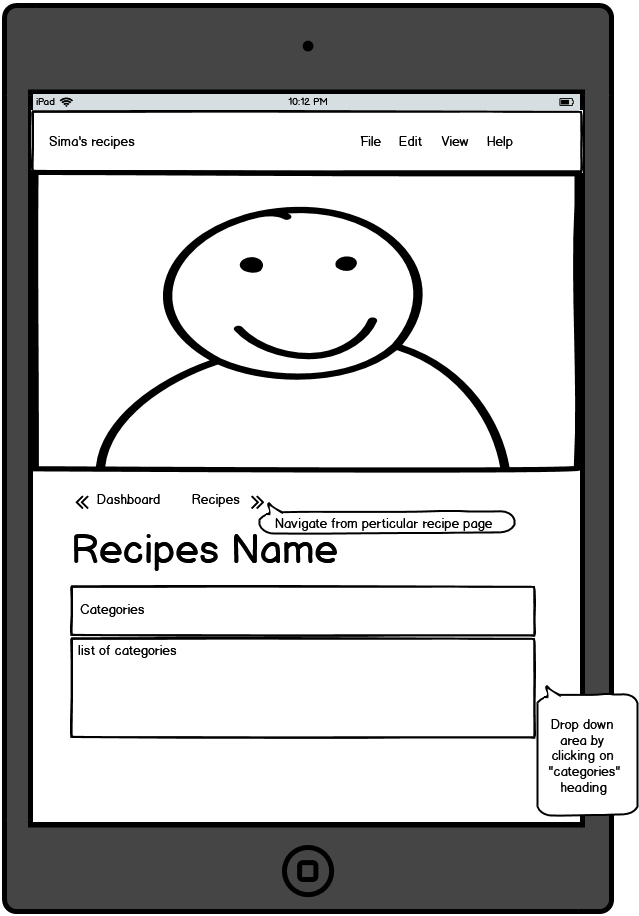 iPad 10:12 PM
Sima's recipes File Edit View Help
Dashboard Recipes
Navigate from perticular recipe page
Recipes Name
Categories
list of categories
Drop down
area by
clicking on
"categories"
heading